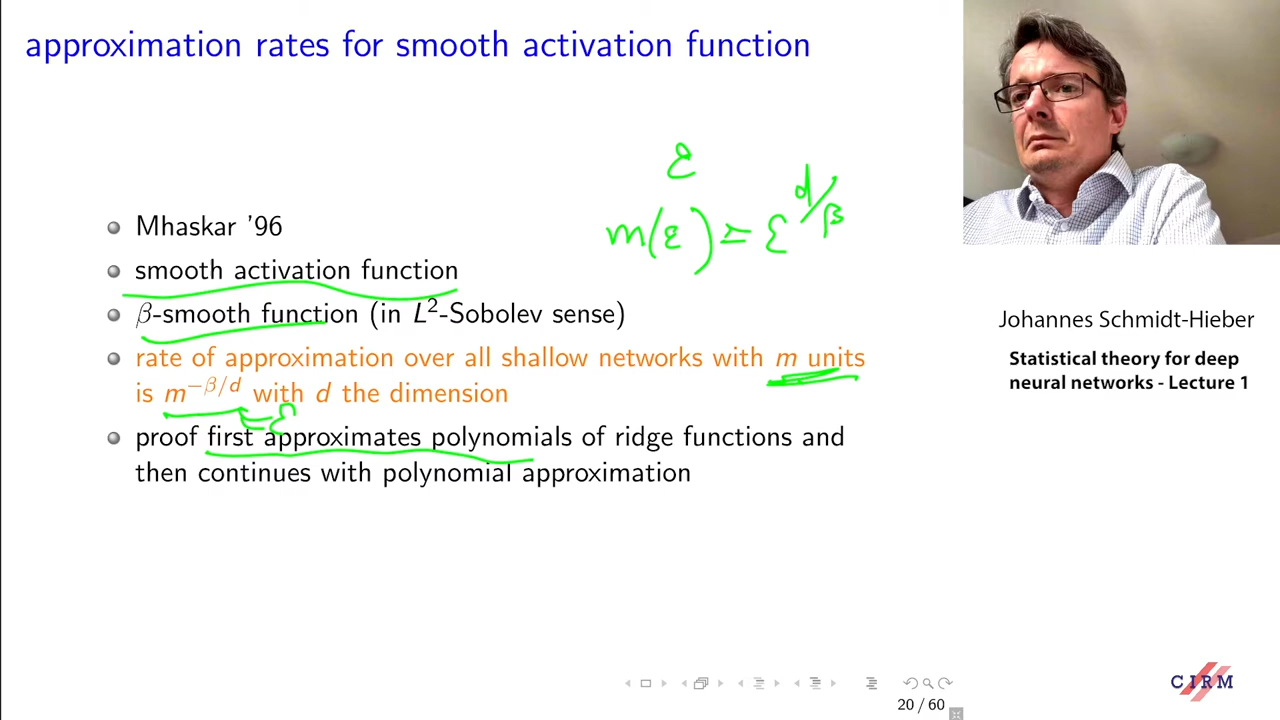 approximation rates for smooth activation function
ε
m(ε) ≍ ε^{d/β}
Mhaskar '96
smooth activation function
β-smooth function (in L²-Sobolev sense)
rate of approximation over all shallow networks with m units
is m^{-β/d} with d the dimension
= ε
proof first approximates polynomials of ridge functions and
then continues with polynomial approximation
Johannes Schmidt-Hieber
Statistical theory for deep
neural networks - Lecture 1
CIRM
20 / 60